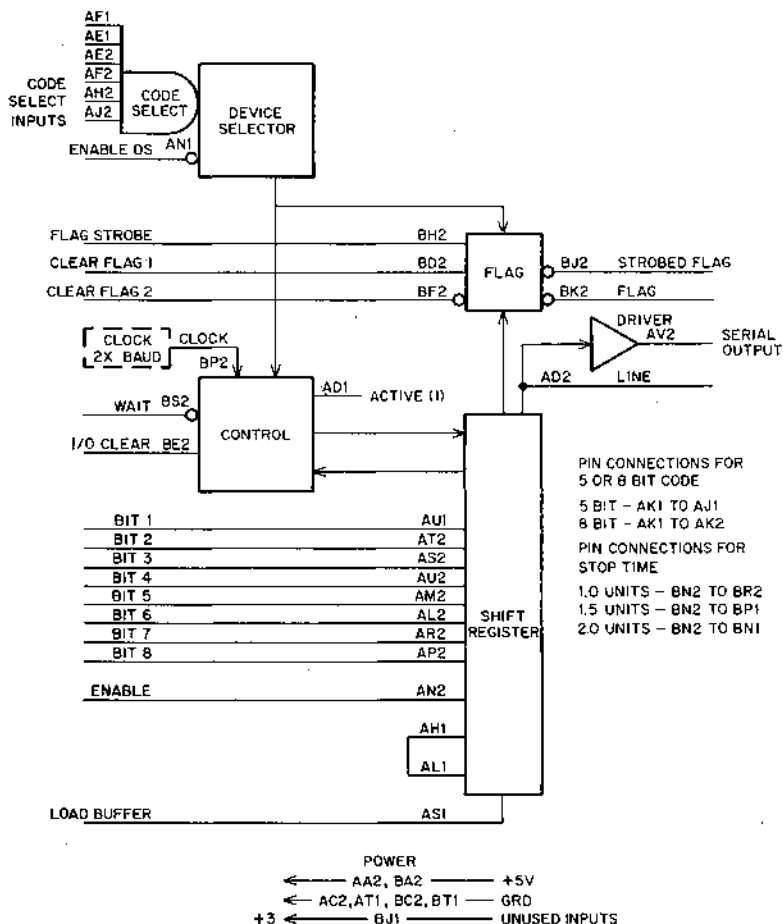 AF1
AE1
AE2
AF2
AH2
AJ2
CODE SELECT INPUTS
CODE SELECT
DEVICE SELECTOR
ENABLE DS AN1
FLAG STROBE BH2
CLEAR FLAG 1 BD2
CLEAR FLAG 2 BF2
FLAG
BJ2 STROBED FLAG
BK2 FLAG
CLOCK 2X BAUD
CLOCK
BP2
DRIVER
AV2
SERIAL OUTPUT
AD2 LINE
WAIT BS2
I/O CLEAR BE2
CONTROL
AD1
ACTIVE (1)
BIT 1 AU1
BIT 2 AT2
BIT 3 AS2
BIT 4 AU2
BIT 5 AM2
BIT 6 AL2
BIT 7 AR2
BIT 8 AP2
ENABLE AN2
AH1
AL1
LOAD BUFFER AS1
SHIFT REGISTER
PIN CONNECTIONS FOR
5 OR 8 BIT CODE
5 BIT - AK1 TO AJ1
8 BIT - AK1 TO AK2
PIN CONNECTIONS FOR
STOP TIME
1.0 UNITS - BN2 TO BR2
1.5 UNITS - BN2 TO BP1
2.0 UNITS - BN2 TO BN1
POWER
AA2, BA2 +5V
AC2, AT1, BC2, BT1 GRD
+3 BJ1 UNUSED INPUTS